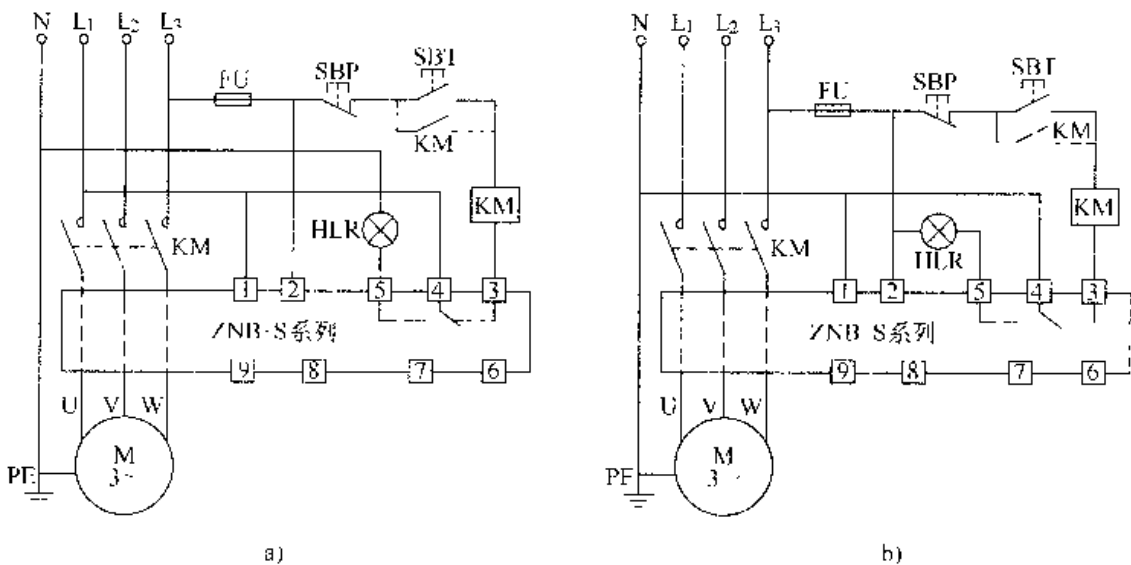 N L₁ L₂ L₃
FU SBP SBT
KM
KM
HLR
KM
1 2 5 4 3
ZNB-S系列
9 8 7 6
U V W
M
3~
PE
a)
N L₁ L₂ L₃
FU SBP SBT
KM
KM
HLR
KM
1 2 5 4 3
ZNB-S系列
9 8 7 6
U V W
M
3~
PE
b)